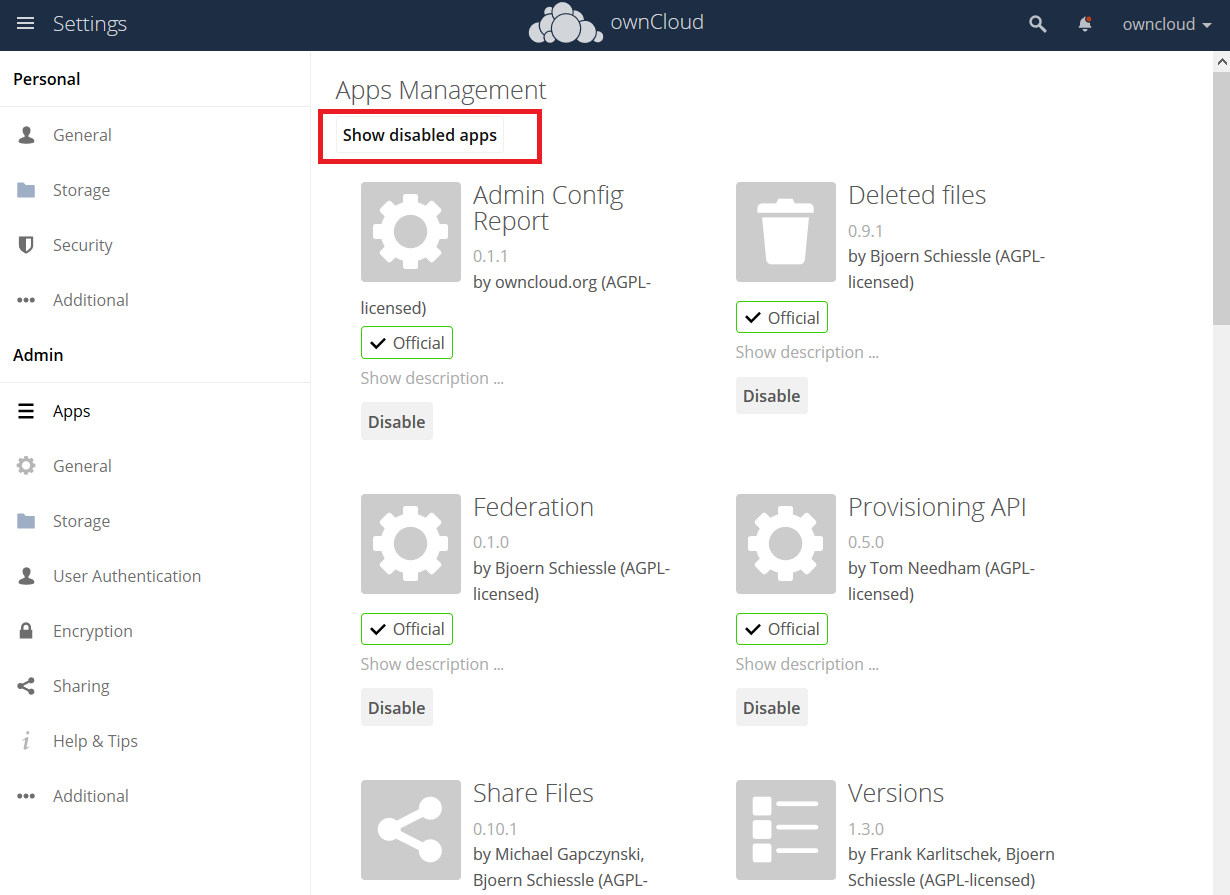 Settings
ownCloud
owncloud
Personal
General
Storage
Security
Additional
Admin
Apps
General
Storage
User Authentication
Encryption
Sharing
Help & Tips
Additional
Apps Management
Show disabled apps
Admin Config
Report
0.1.1
by owncloud.org (AGPL-
licensed)
Official
Show description ...
Disable
Deleted files
0.9.1
by Bjoern Schiessle (AGPL-
licensed)
Official
Show description ...
Disable
Federation
0.1.0
by Bjoern Schiessle (AGPL-
licensed)
Official
Show description ...
Disable
Provisioning API
0.5.0
by Tom Needham (AGPL-
licensed)
Official
Show description ...
Disable
Share Files
0.10.1
by Michael Gapczynski,
Bjoern Schiessle (AGPL-
Versions
1.3.0
by Frank Karlitschek, Bjoern
Schiessle (AGPL-licensed)